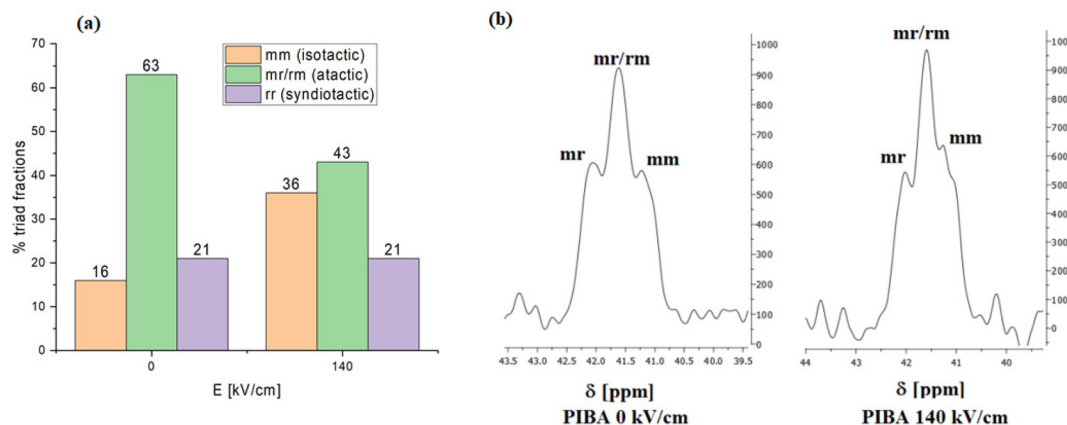 (a)
70
60
50
40
30
20
10
0
% triad fractions
mm (isotactic)
mr/rm (atactic)
rr (syndiotactic)
16
63
21
36
43
21
0
140
E [kV/cm]
(b)
mr/rm
mr
mm
1000
900
800
700
600
500
400
300
200
100
0
43.5 43.0 42.5 42.0 41.5 41.0 40.5 40.0 39.5
δ [ppm]
PIBA 0 kV/cm
mr/rm
mr
mm
900
800
700
600
500
400
300
200
100
0
44 43 42 41 40
δ [ppm]
PIBA 140 kV/cm